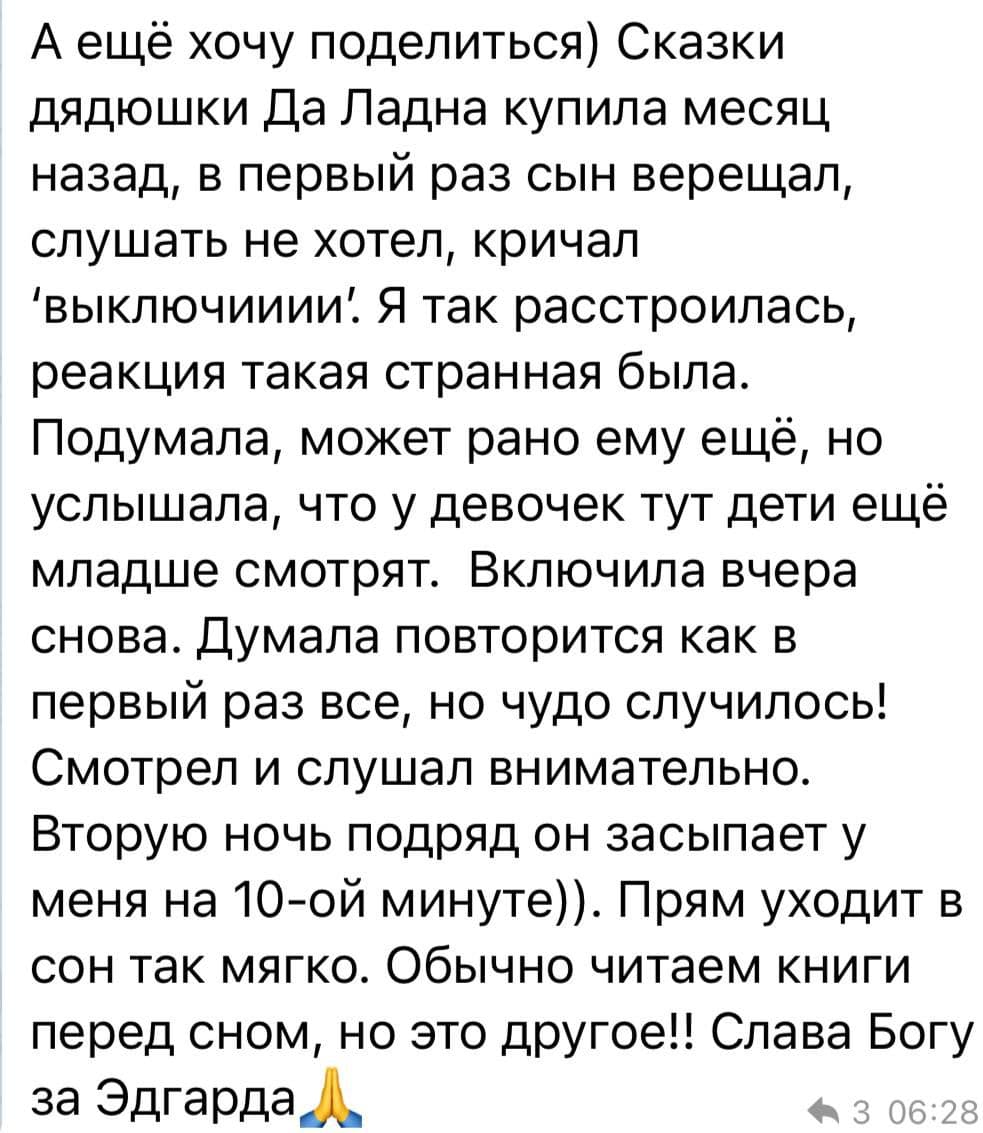 А ещё хочу поделиться) Сказки
дядюшки Да Ладна купила месяц
назад, в первый раз сын верещал,
слушать не хотел, кричал
‘выключииии’. Я так расстроилась,
реакция такая странная была.
Подумала, может рано ему ещё, но
услышала, что у девочек тут дети ещё
младше смотрят.  Включила вчера
снова. Думала повторится как в
первый раз все, но чудо случилось!
Смотрел и слушал внимательно.
Вторую ночь подряд он засыпает у
меня на 10-ой минуте)). Прям уходит в
сон так мягко. Обычно читаем книги
перед сном, но это другое!! Слава Богу
за Эдгарда🙏
3 06:28